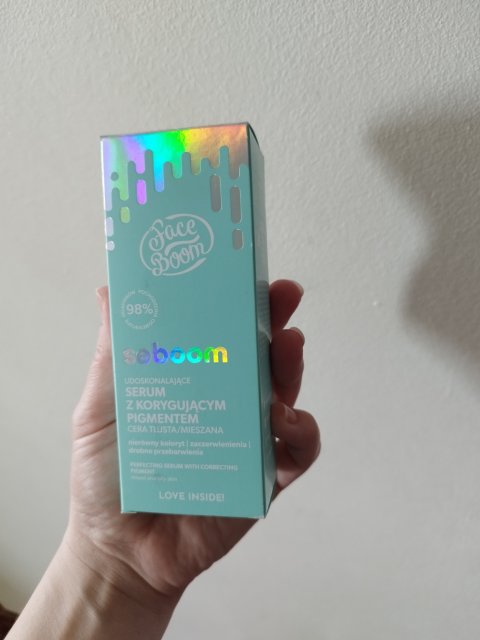 Face
Boom
98%
seboom
UDOSKONALAJĄCE
SERUM
Z KORYGUJĄCYM
PIGMENTEM
CERA TŁUSTA/MIESZANA
nierówny koloryt | zaczerwienienia |
drobne przebarwienia
PERFECTING SERUM WITH CORRECTING
PIGMENT
LOVE INSIDE!